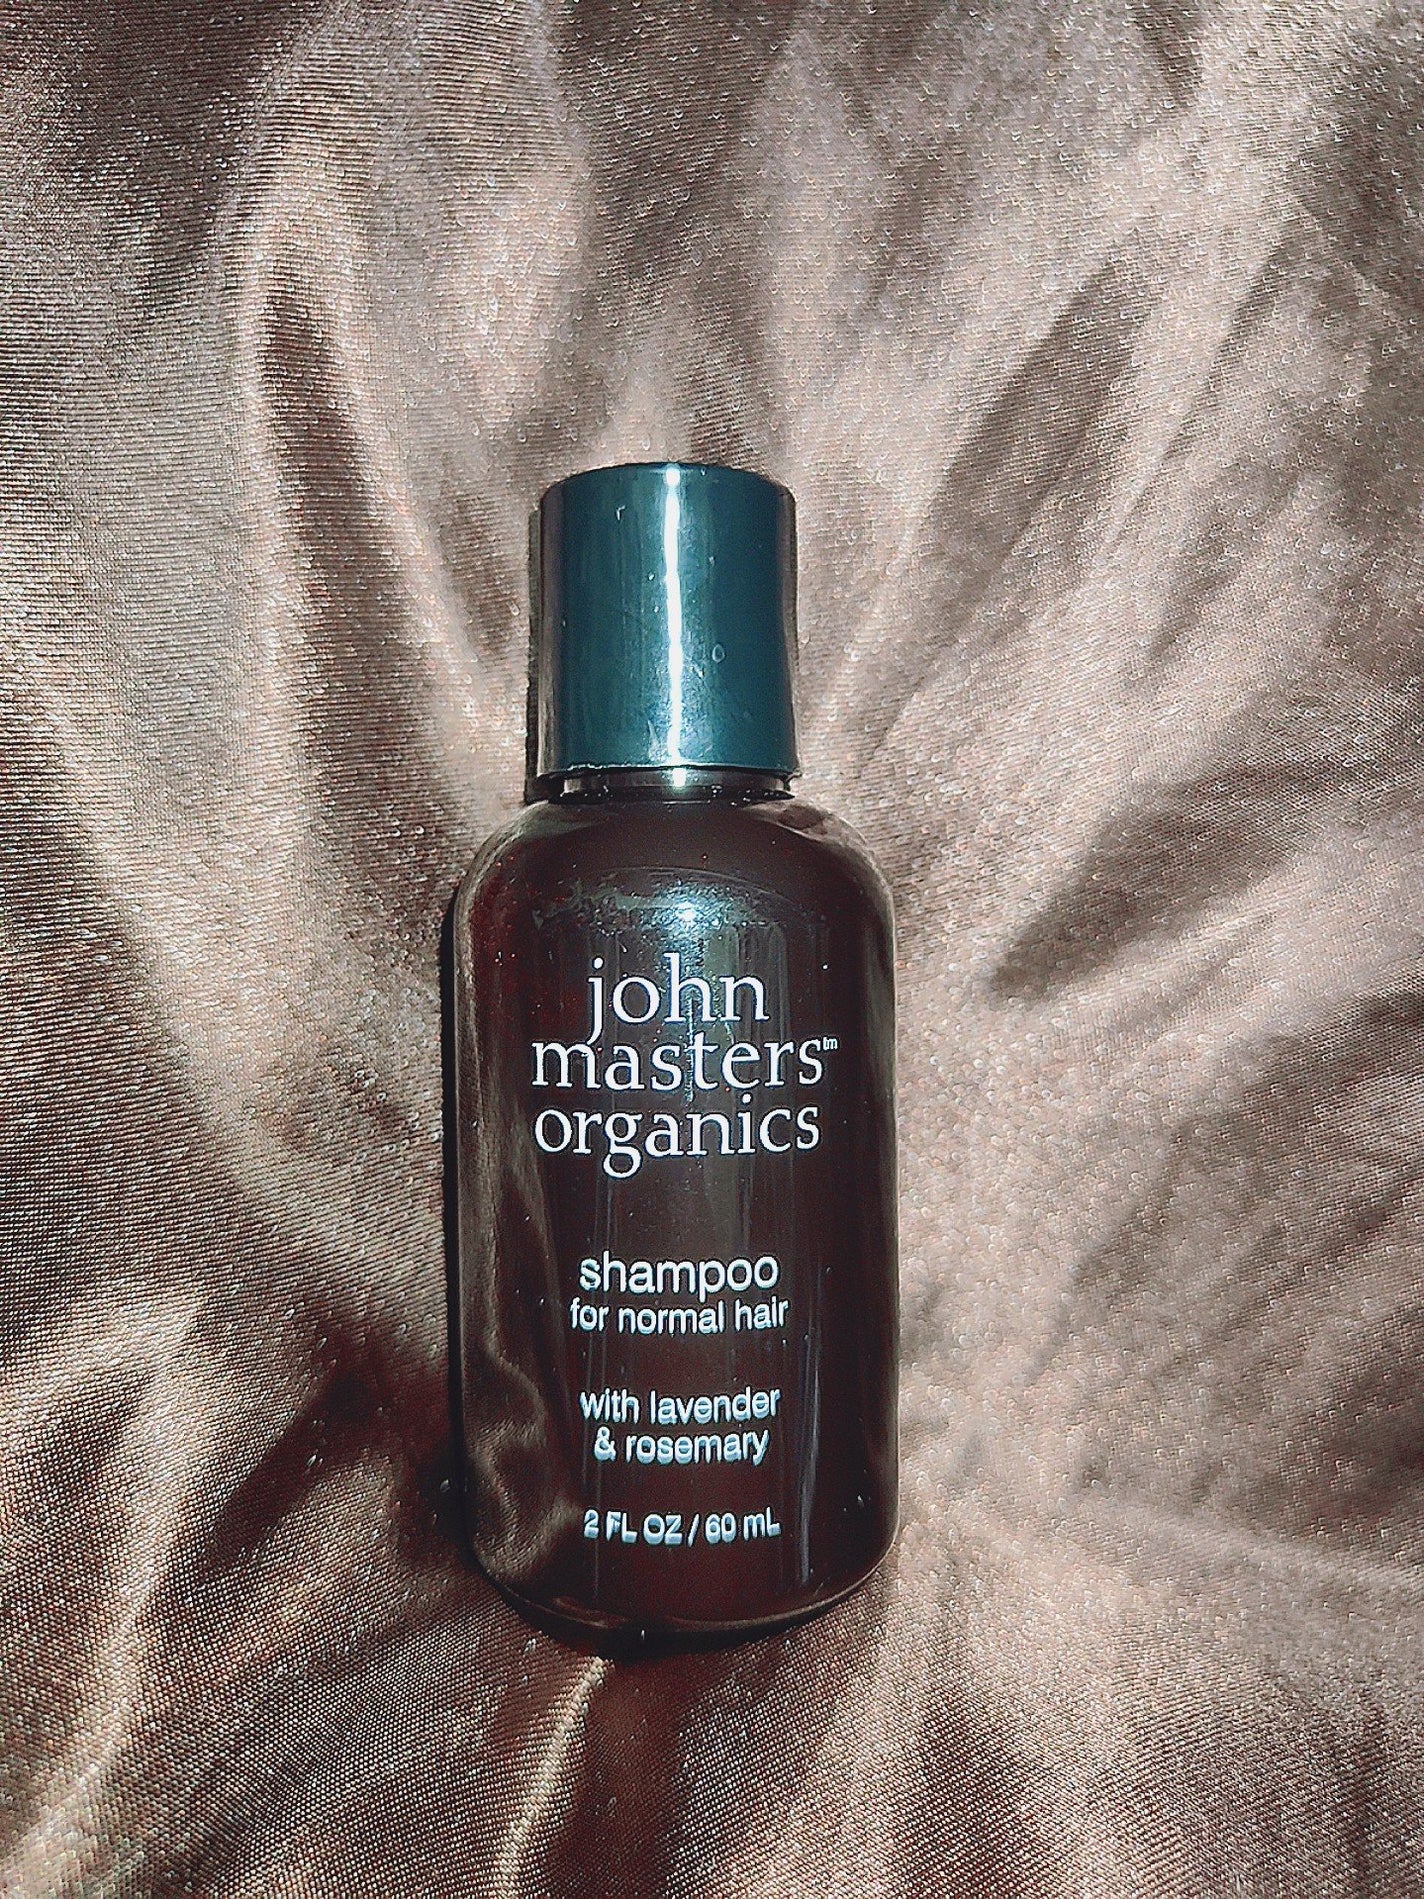 john
masters™
organics
shampoo
for normal hair
with lavender
& rosemary
2 FL OZ / 60 mL